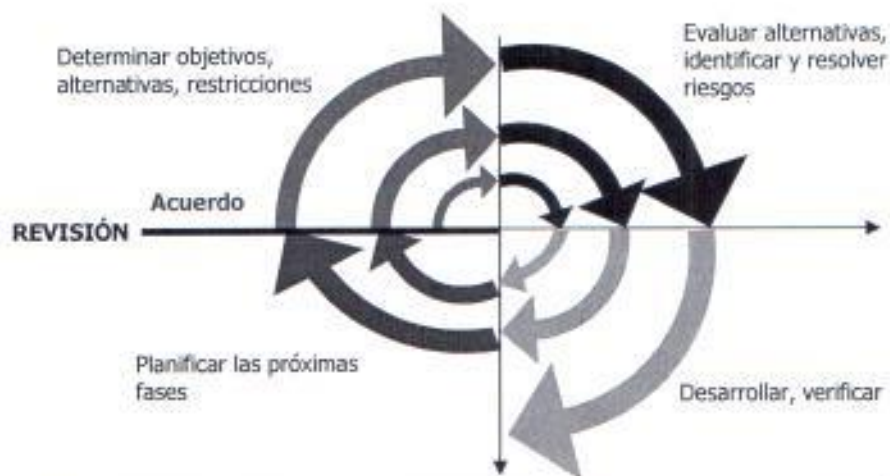 Determinar objetivos,
alternativas, restricciones
Evaluar alternativas,
identificar y resolver
riesgos
Acuerdo
REVISIÓN
Planificar las próximas
fases
Desarrollar, verificar